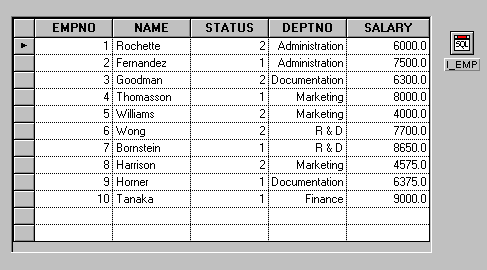 EMPNO NAME STATUS DEPTNO SALARY
1 Rochette 2 Administration 6000.0
2 Fernandez 1 Administration 7500.0
3 Goodman 2 Documentation 6300.0
4 Thomasson 1 Marketing 8000.0
5 Williams 2 Marketing 4000.0
6 Wong 2 R & D 7700.0
7 Bornstein 1 R & D 8650.0
8 Harrison 2 Marketing 4575.0
9 Horner 1 Documentation 6375.0
10 Tanaka 1 Finance 9000.0
SQL
I_EMP